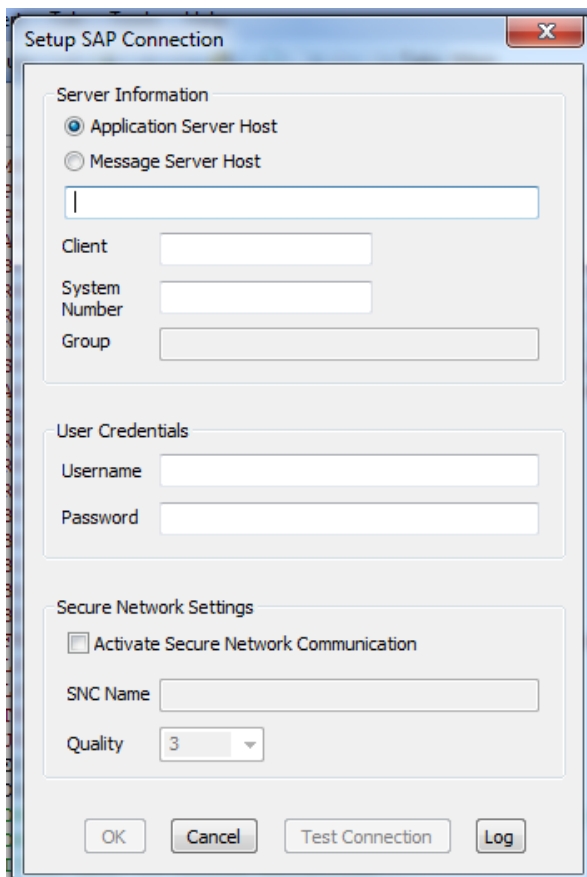 Setup SAP Connection
Server Information
Application Server Host
Message Server Host
Client
System
Number
Group
User Credentials
Username
Password
Secure Network Settings
Activate Secure Network Communication
SNC Name
Quality 3
OK Cancel Test Connection Log